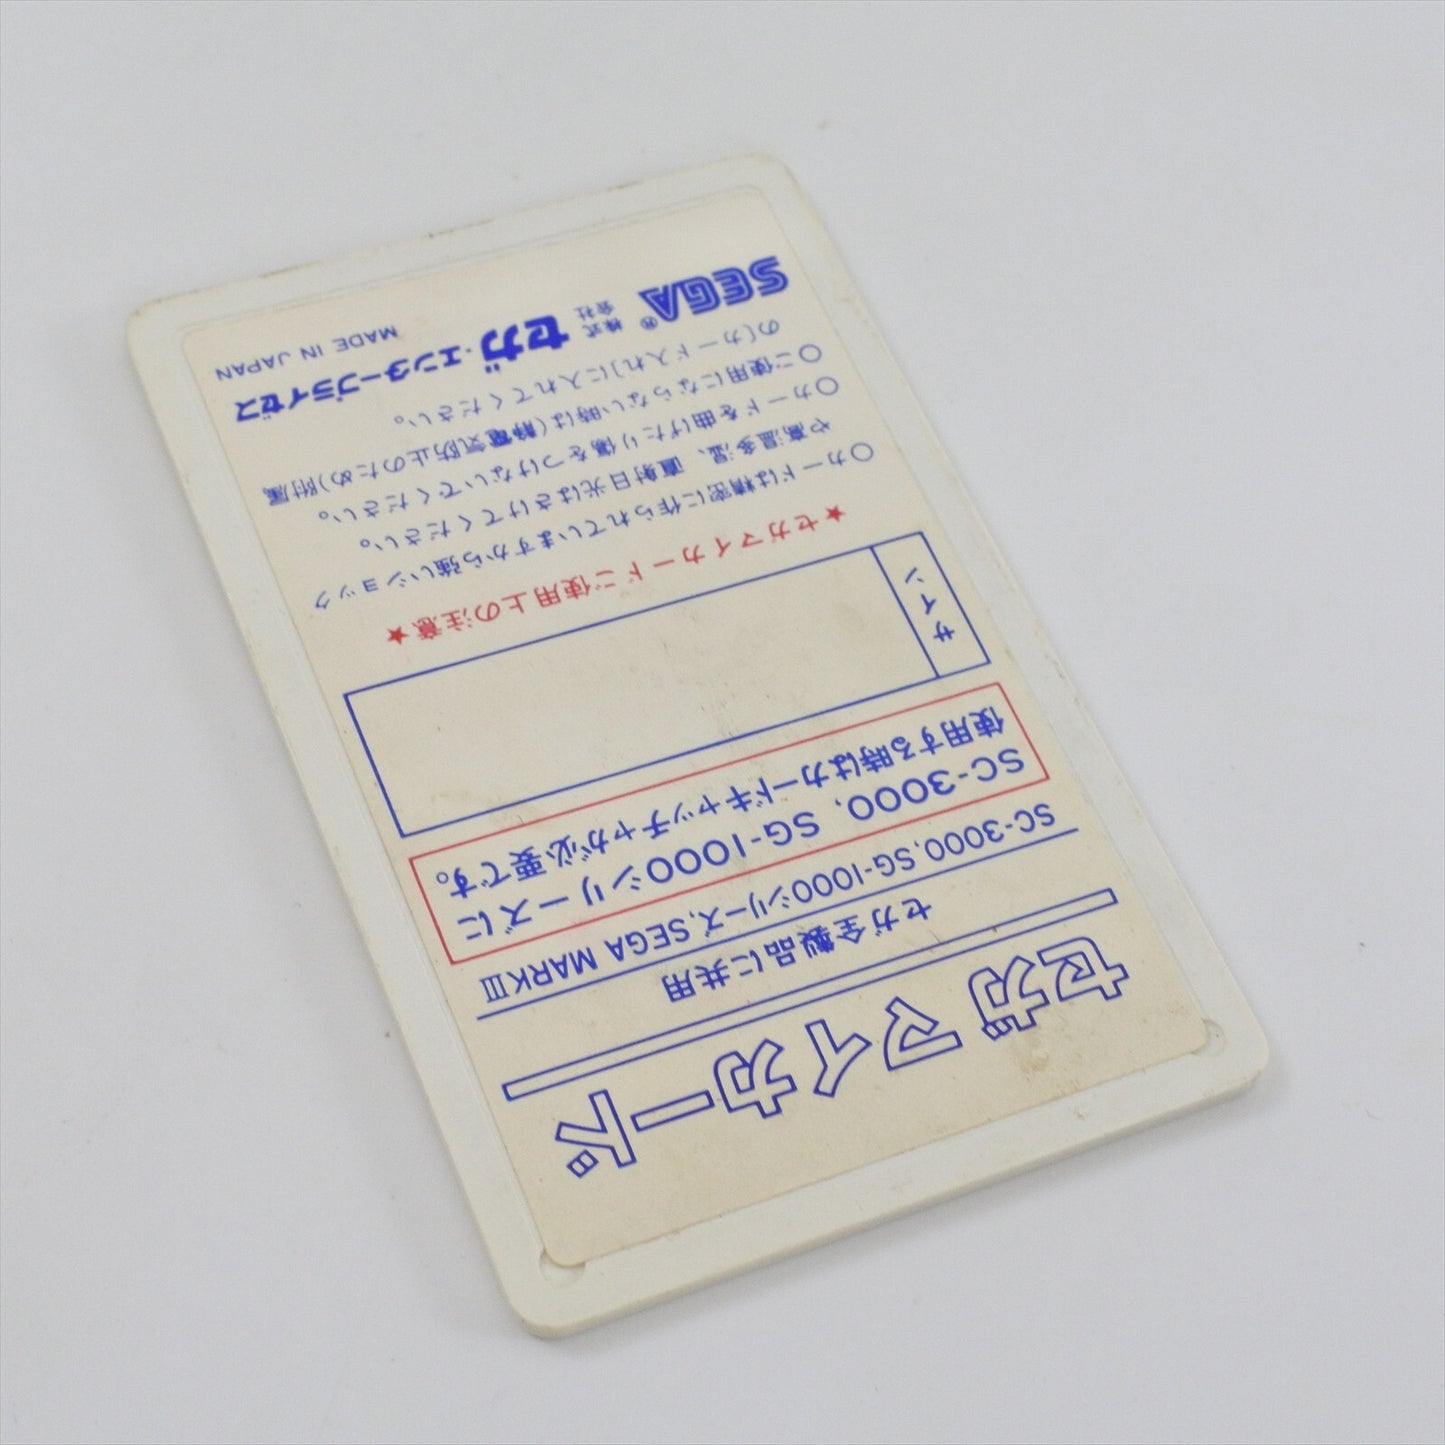 セガマイカード
セガ全製品に共用
SC-3000,SG-1000シリーズ,SEGA MARKⅢ
SC-3000, SG-1000シリーズに
使用する時はカードキャッチャが必要です。
サイン
★セガマイカードご使用上の注意★
○カードは精密に作られていますから強いショック
や高温多湿、直射日光はさけてください。
○カードを曲げたり傷をつけないでください。
○ご使用にならない時は(静電気防止のため)附属
の(カード入れ)に入れてください。
SEGA® 株式会社 セガ・エンタープライゼス
MADE IN JAPAN